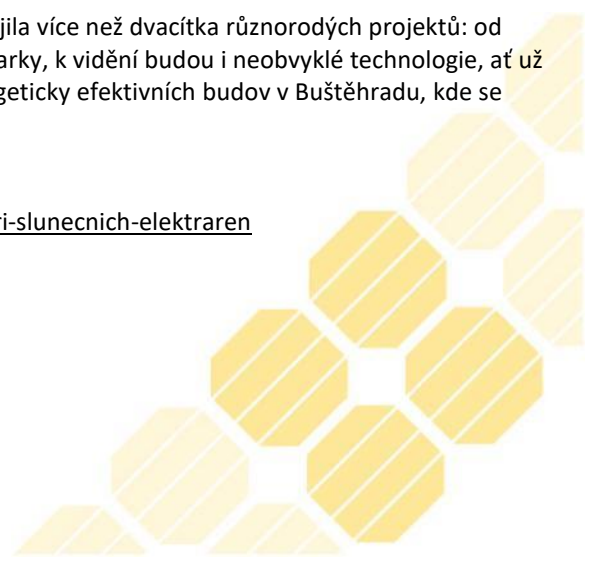 jila více než dvacítka různorodých projektů: od
arky, k vidění budou i neobvyklé technologie, ať už
geticky efektivních budov v Buštěhradu, kde se
ri-slunecnich-elektraren